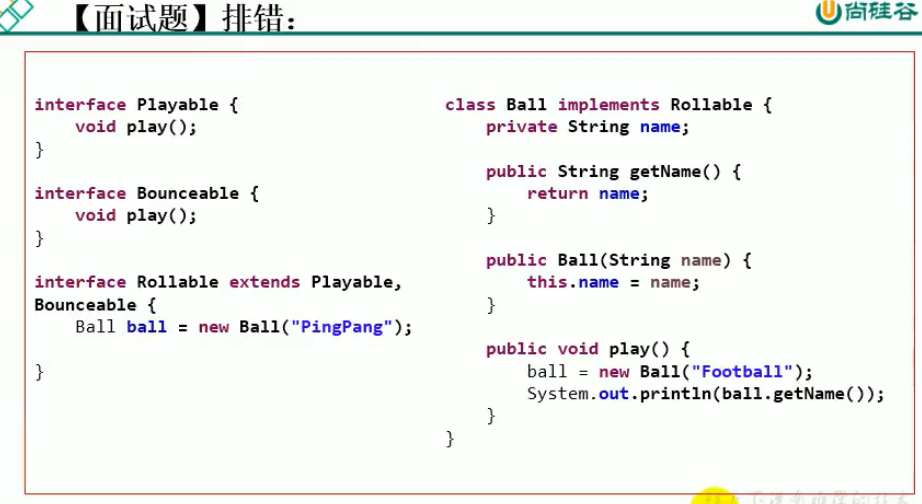 【面试题】排错：
尚硅谷
interface Playable {
void play();
}
interface Bounceable {
void play();
}
interface Rollable extends Playable,
Bounceable {
Ball ball = new Ball("PingPang");
}
class Ball implements Rollable {
private String name;
public String getName() {
return name;
}
public Ball(String name) {
this.name = name;
}
public void play() {
ball = new Ball("Football");
System.out.println(ball.getName());
}
}